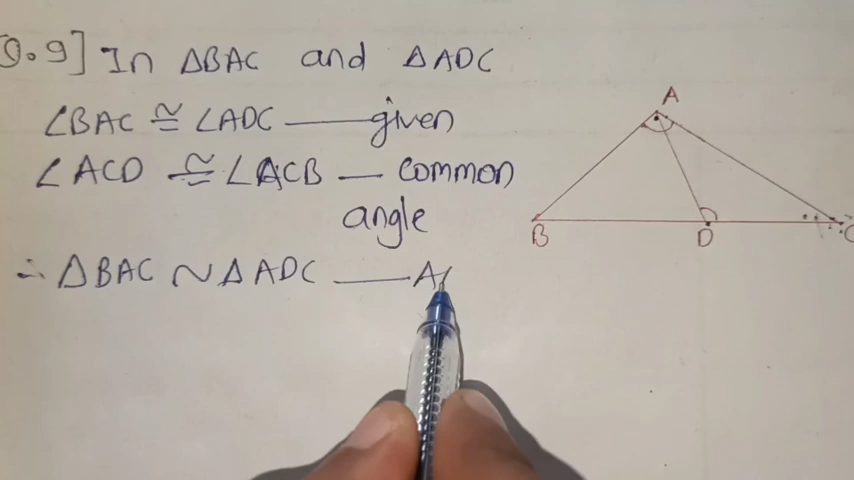 Q.9] In ΔBAC and ΔADC
∠BAC ≅ ∠ADC —— given
∠ACD ≅ ∠ACB — common
angle
∴ ΔBAC ~ ΔADC —— A
A
B
D
C